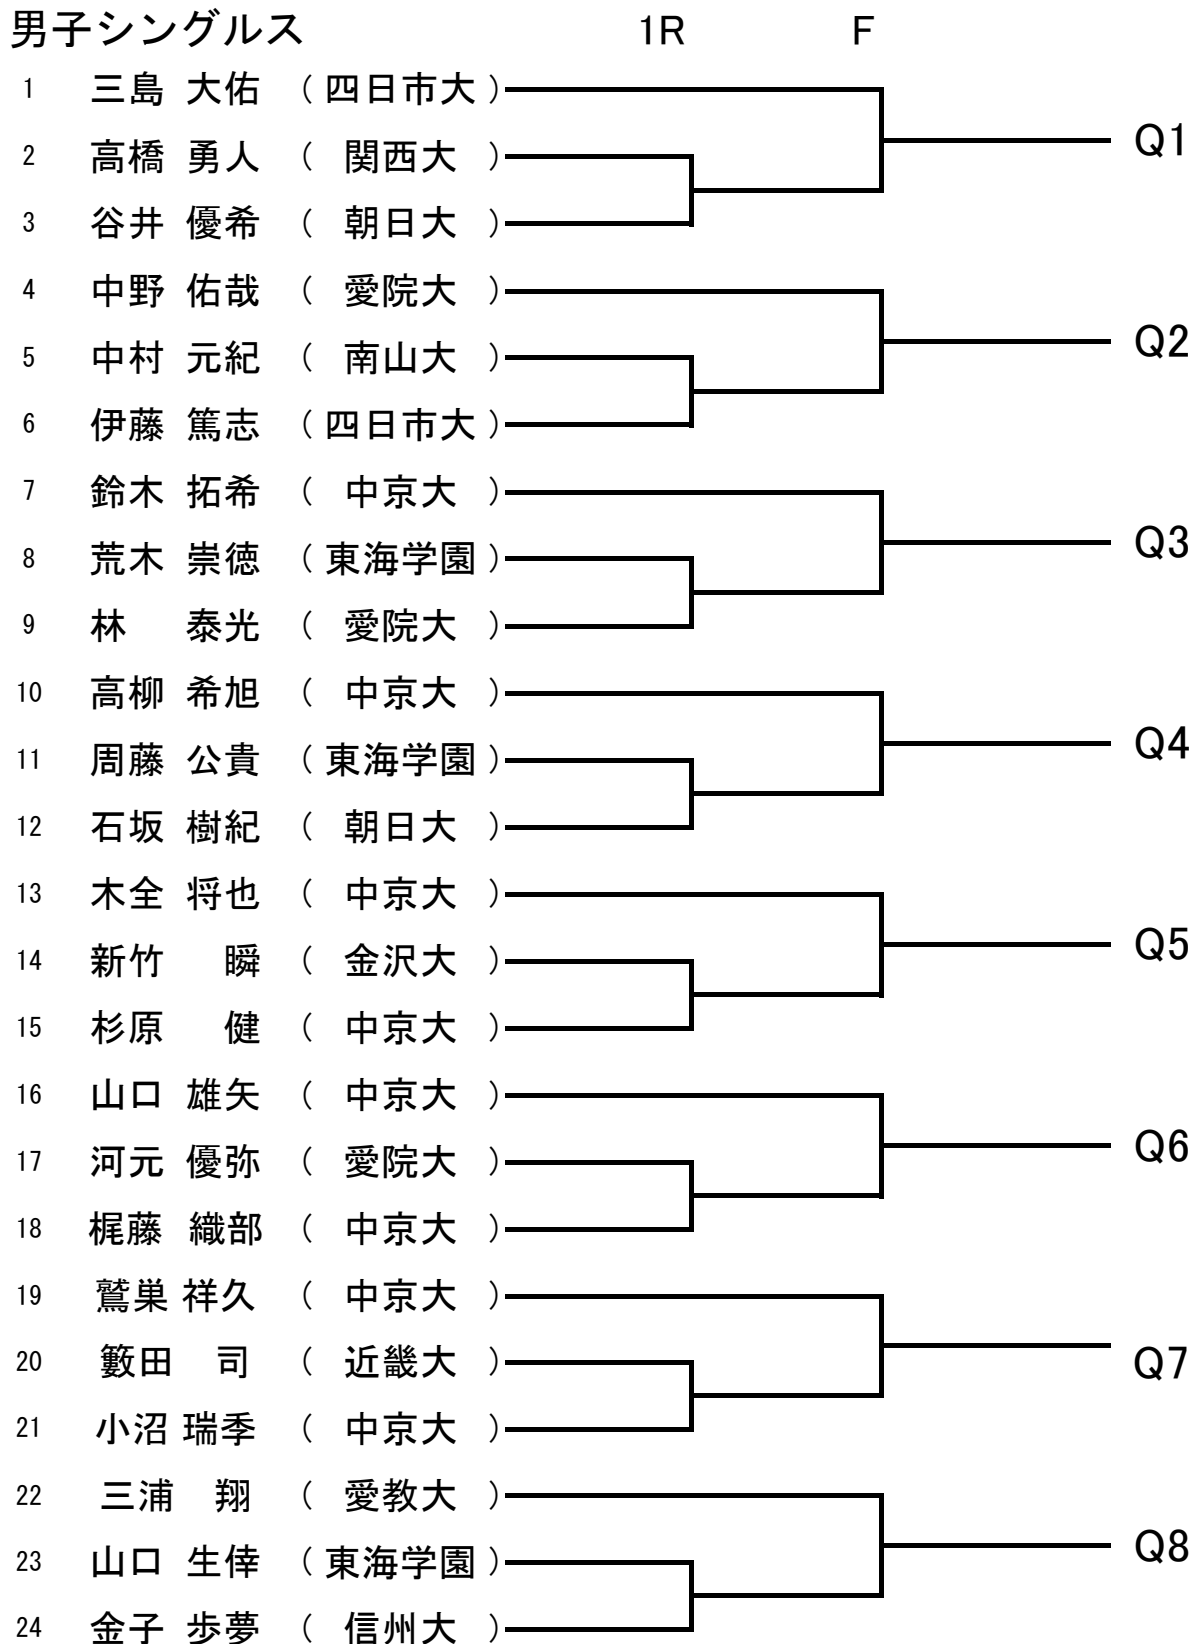 男子シングルス 1R F
1 三島 大佑 ( 四日市大 )
Q1
2 高橋 勇人 ( 関西大 )
3 谷井 優希 ( 朝日大 )
4 中野 佑哉 ( 愛院大 )
Q2
5 中村 元紀 ( 南山大 )
6 伊藤 篤志 ( 四日市大 )
7 鈴木 拓希 ( 中京大 )
Q3
8 荒木 崇徳 ( 東海学園 )
9 林 泰光 ( 愛院大 )
10 高柳 希旭 ( 中京大 )
Q4
11 周藤 公貴 ( 東海学園 )
12 石坂 樹紀 ( 朝日大 )
13 木全 将也 ( 中京大 )
Q5
14 新竹 瞬 ( 金沢大 )
15 杉原 健 ( 中京大 )
16 山口 雄矢 ( 中京大 )
Q6
17 河元 優弥 ( 愛院大 )
18 梶藤 織部 ( 中京大 )
19 鷲巣 祥久 ( 中京大 )
Q7
20 籔田 司 ( 近畿大 )
21 小沼 瑞季 ( 中京大 )
22 三浦 翔 ( 愛教大 )
Q8
23 山口 生倖 ( 東海学園 )
24 金子 歩夢 ( 信州大 )